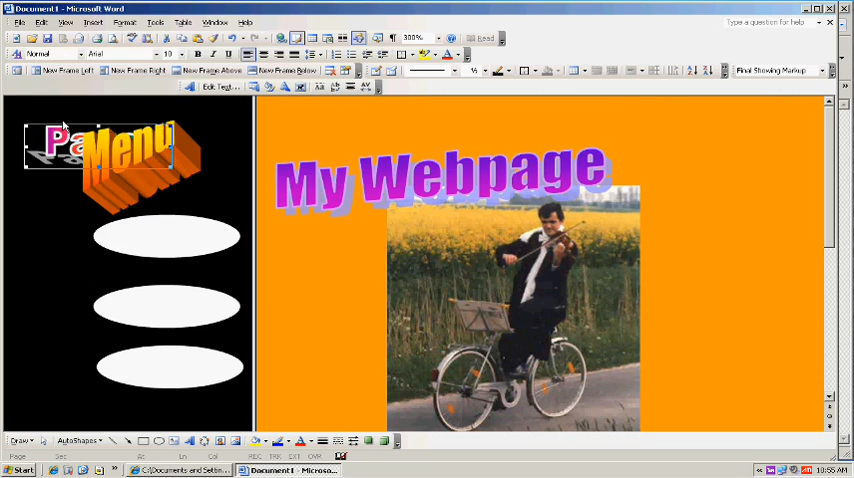 Document1 - Microsoft Word
File Edit View Insert Format Tools Table Window Help
Type a question for help
300%
Read
Normal Arial 18 B I U
New Frame Left New Frame Right New Frame Above New Frame Below
Final Showing Markup
Edit Text...
Pa
Menu
My Webpage
Draw AutoShapes
Page Sec At Ln Col REC TRK EXT OVR
Start
C:\Documents and Settin...
Document1 - Microso...
10:55 AM